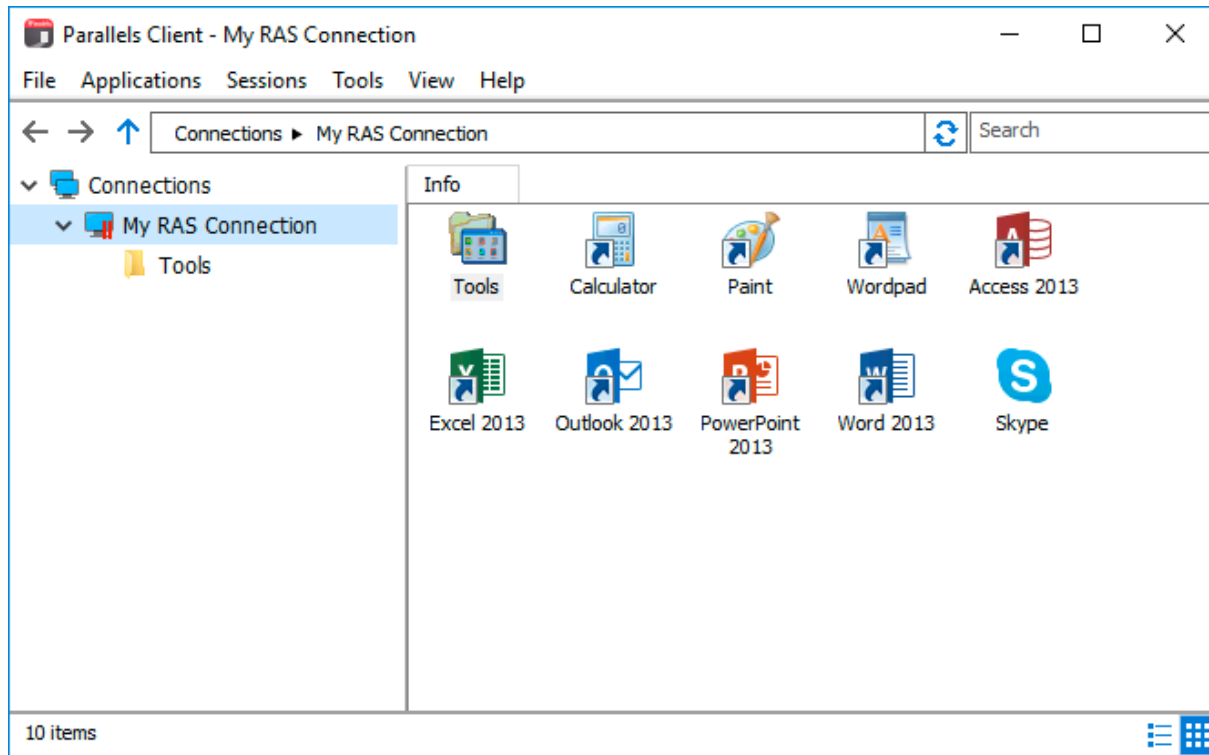 Parallels Client - My RAS Connection
File Applications Sessions Tools View Help
Connections ▸ My RAS Connection
Search
Connections
My RAS Connection
Tools
Info
Tools Calculator Paint Wordpad Access 2013
Excel 2013 Outlook 2013 PowerPoint 2013 Word 2013 Skype
10 items